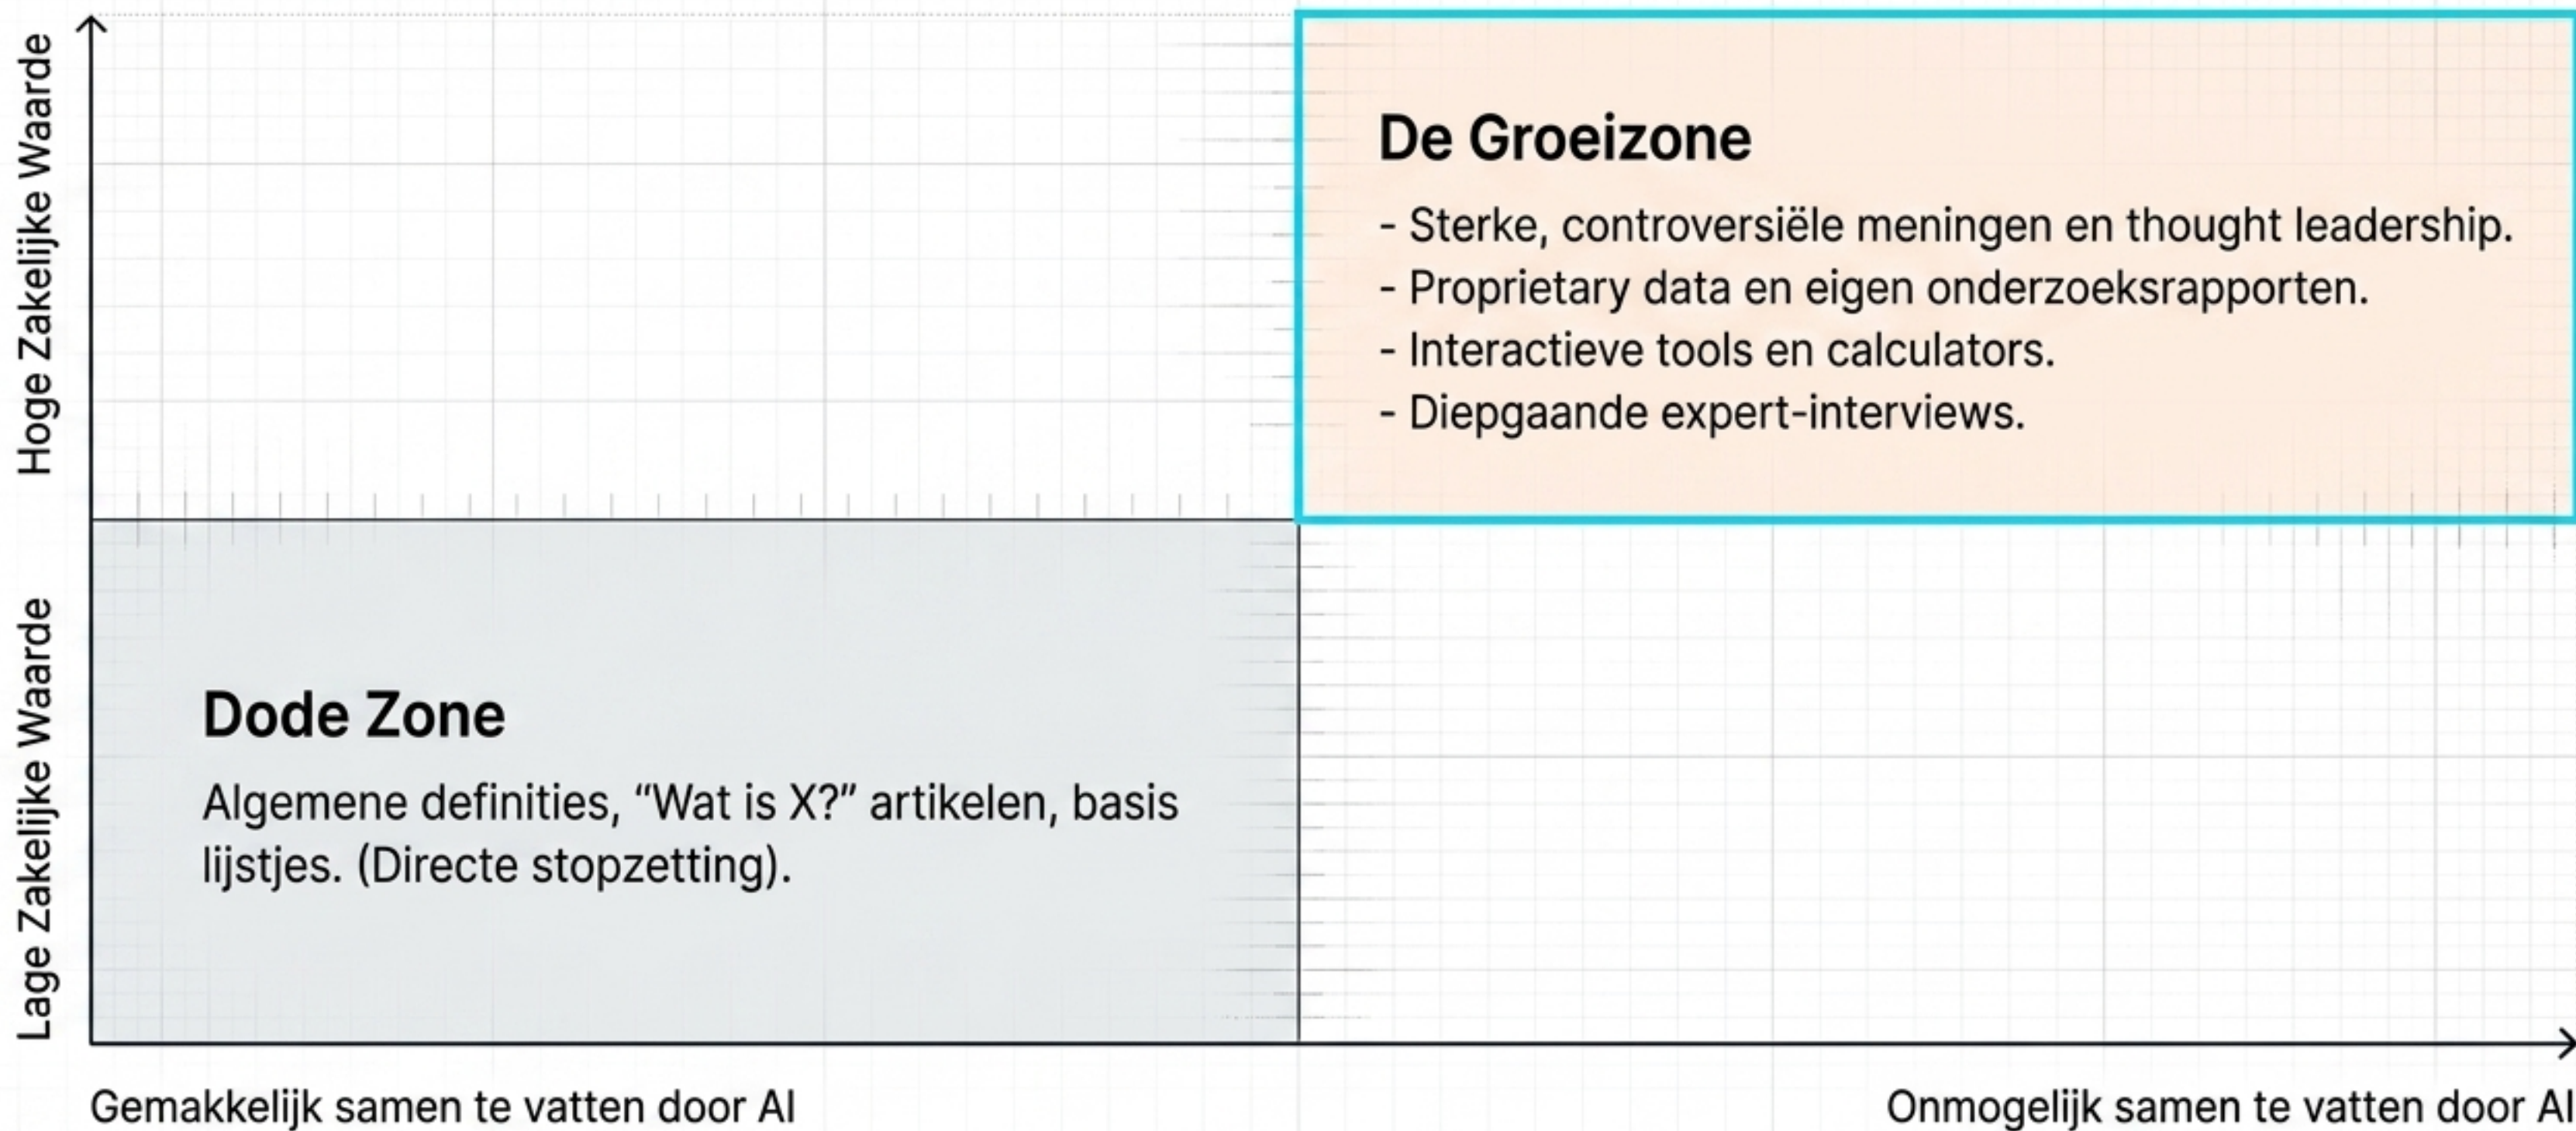 Hoge Zakelijke Waarde
De Groeizone
- Sterke, controversiële meningen en thought leadership.
- Proprietary data en eigen onderzoeksrapporten.
- Interactieve tools en calculators.
- Diepgaande expert-interviews.
Lage Zakelijke Waarde
Dode Zone
Algemene definities, “Wat is X?” artikelen, basis
lijstjes. (Directe stopzetting).
Gemakkelijk samen te vatten door AI
Onmogelijk samen te vatten door AI